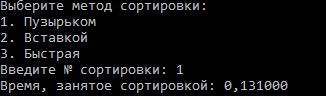 Выберите метод сортировки:
1. Пузырьком
2. Вставкой
3. Быстрая
Введите № сортировки: 1
Время, занятое сортировкой: 0,131000